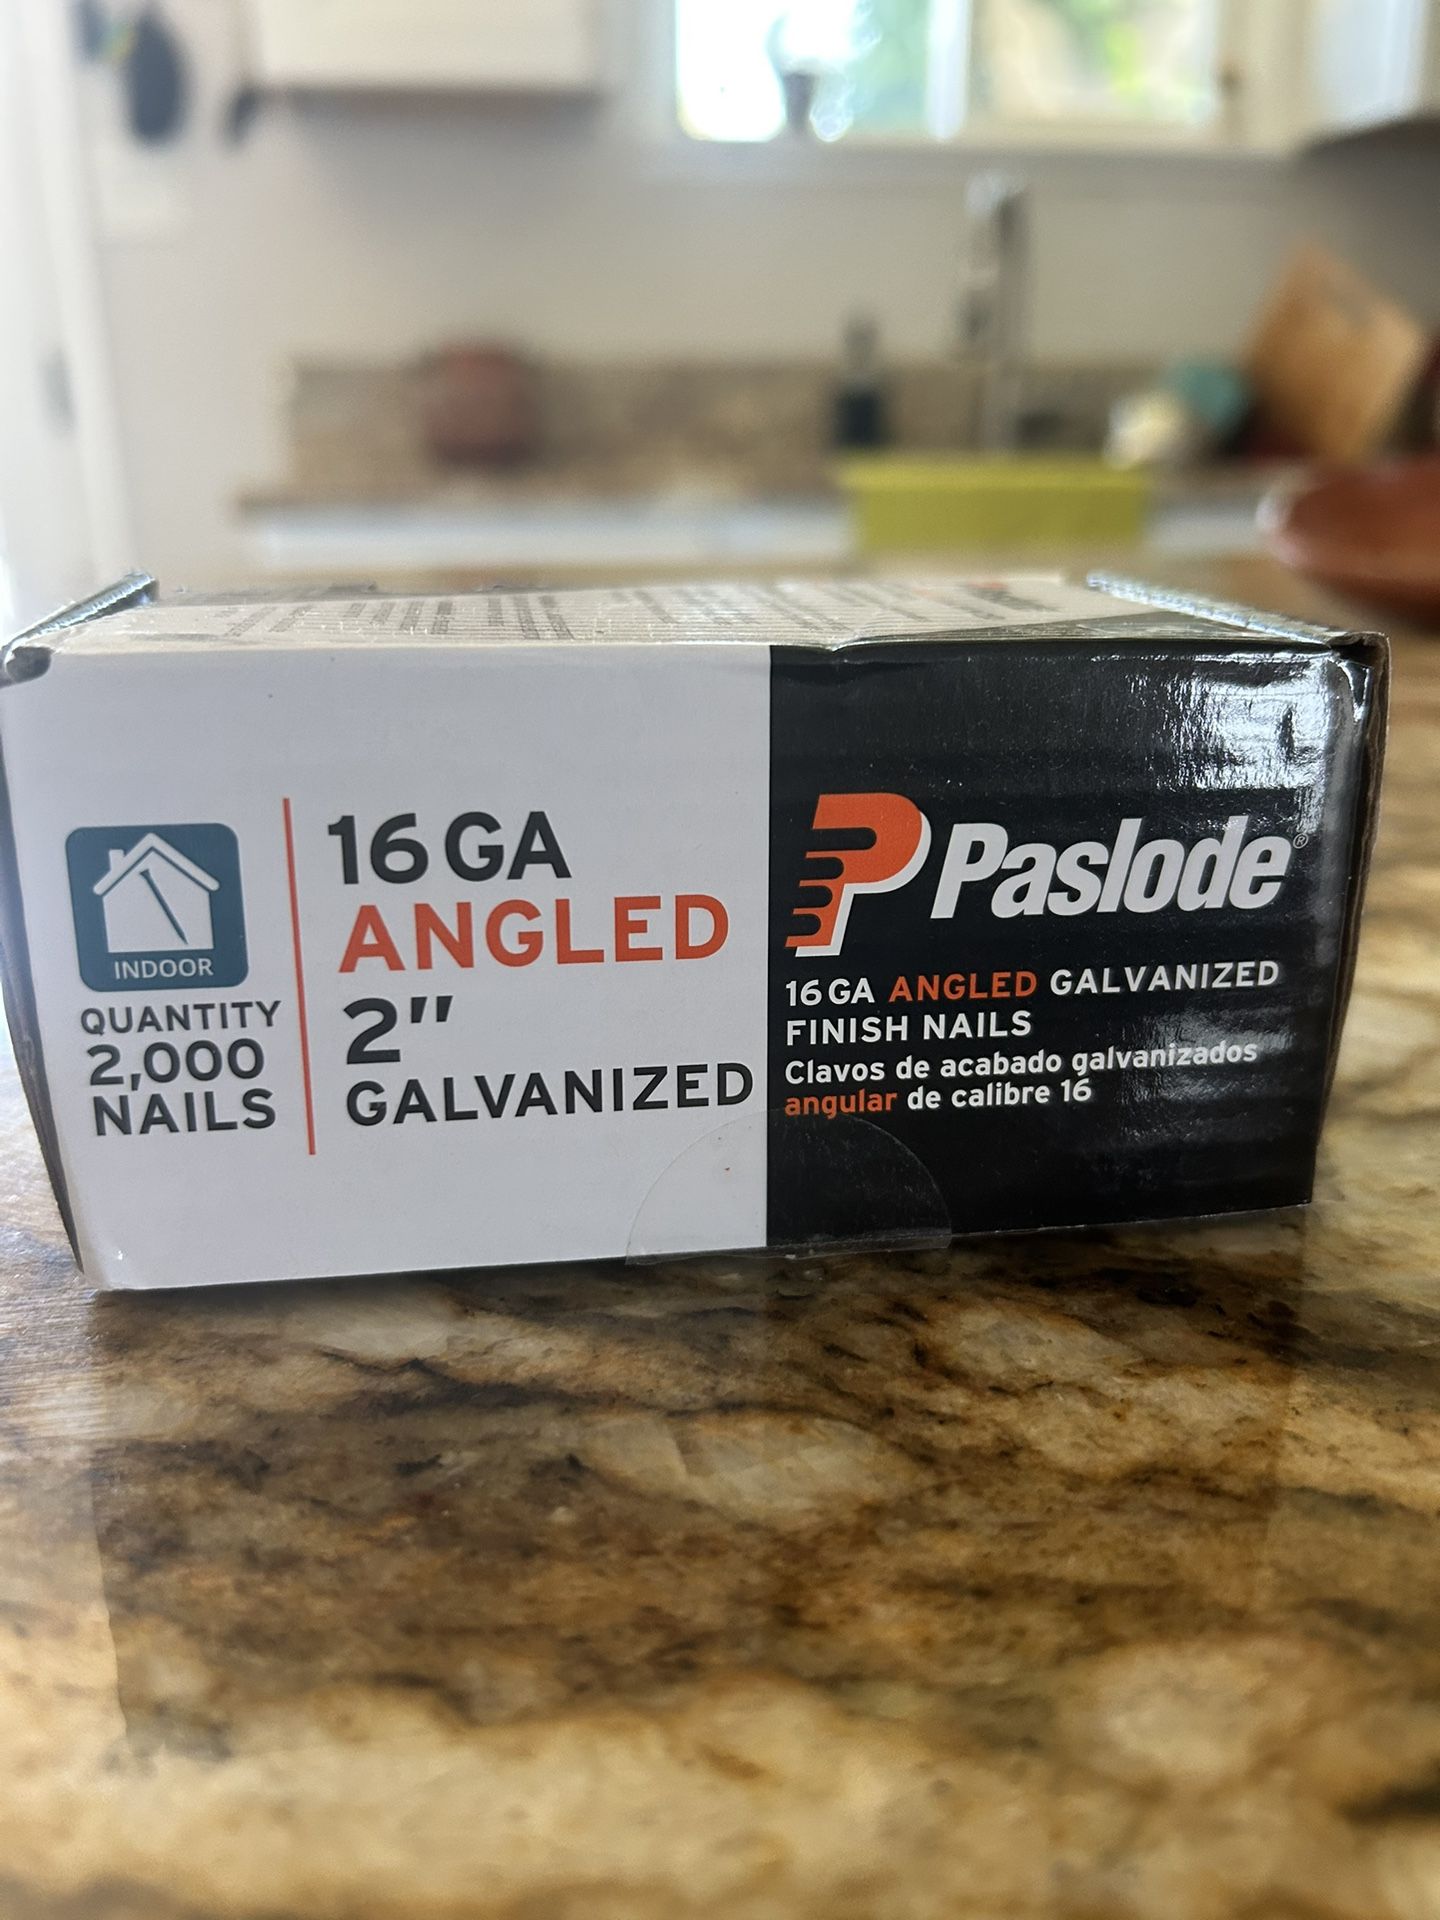 INDOOR
QUANTITY
2,000
NAILS
16 GA
ANGLED
2"
GALVANIZED
Paslode®
16 GA ANGLED GALVANIZED
FINISH NAILS
Clavos de acabado galvanizados
angular de calibre 16